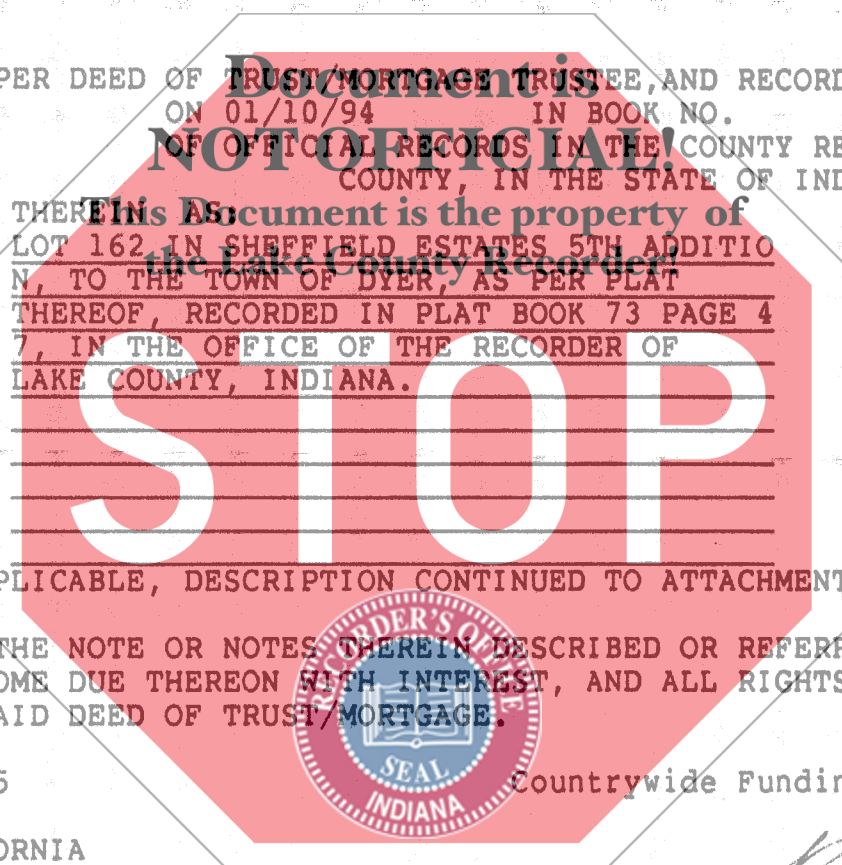 PER DEED OF TRUST/MORTGAGE TRUSTEE,AND RECORD
Document is
ON 01/10/94 IN BOOK NO.
NOT OFFICIAL!
OF OFFICIAL RECORDS IN THE COUNTY RE
COUNTY, IN THE STATE OF IND
THEREIN AS:
This Document is the property of
LOT 162 IN SHEFFIELD ESTATES 5TH ADDITIO
the Lake County Recorder!
N, TO THE TOWN OF DYER, AS PER PLAT
THEREOF, RECORDED IN PLAT BOOK 73 PAGE 4
7, IN THE OFFICE OF THE RECORDER OF
LAKE COUNTY, INDIANA.
STOP
PLICABLE, DESCRIPTION CONTINUED TO ATTACHMENT
THE NOTE OR NOTES THEREIN DESCRIBED OR REFERR
OME DUE THEREON WITH INTEREST, AND ALL RIGHTS
AID DEED OF TRUST/MORTGAGE.
RECORDER'S OFFICE
SEAL
INDIANA
5 Countrywide Fundin
ORNIA